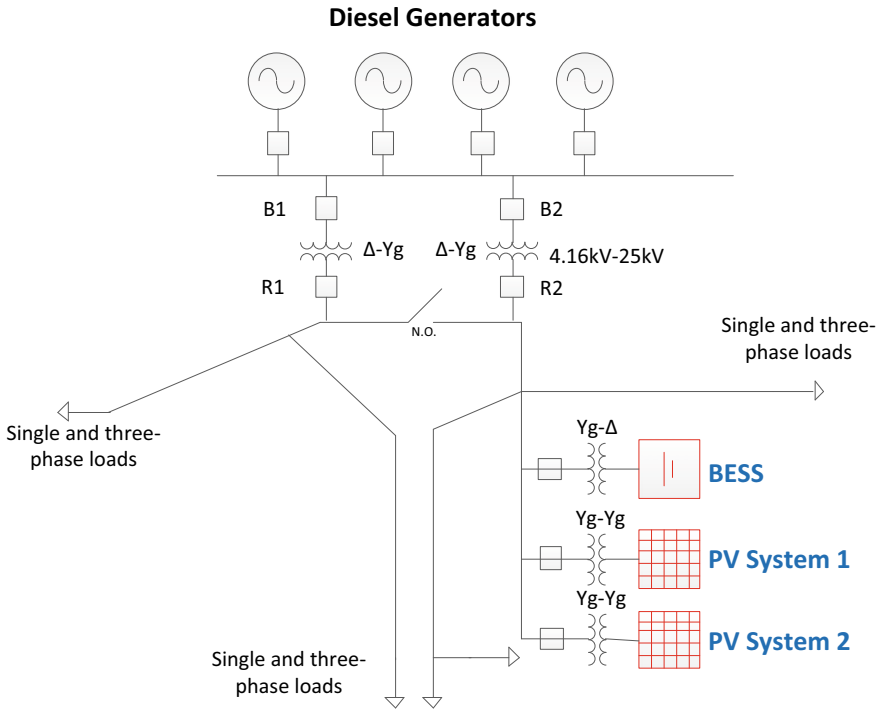 Diesel Generators
B1
B2
Δ-Yg
Δ-Yg
4.16kV-25kV
R1
R2
N.O.
Single and three-
phase loads
Single and three-
phase loads
Yg-Δ
BESS
Yg-Yg
PV System 1
Yg-Yg
PV System 2
Single and three-
phase loads